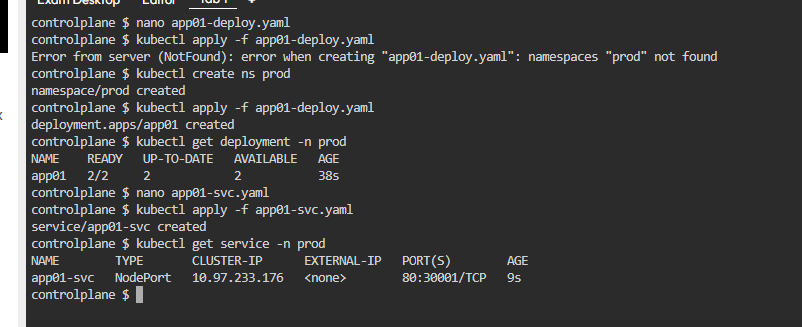 Exam Desktop Editor Tab 1 +
controlplane $ nano app01-deploy.yaml
controlplane $ kubectl apply -f app01-deploy.yaml
Error from server (NotFound): error when creating "app01-deploy.yaml": namespaces "prod" not found
controlplane $ kubectl create ns prod
namespace/prod created
controlplane $ kubectl apply -f app01-deploy.yaml
deployment.apps/app01 created
controlplane $ kubectl get deployment -n prod
NAME READY UP-TO-DATE AVAILABLE AGE
app01 2/2 2 2 38s
controlplane $ nano app01-svc.yaml
controlplane $ kubectl apply -f app01-svc.yaml
service/app01-svc created
controlplane $ kubectl get service -n prod
NAME TYPE CLUSTER-IP EXTERNAL-IP PORT(S) AGE
app01-svc NodePort 10.97.233.176 <none> 80:30001/TCP 9s
controlplane $